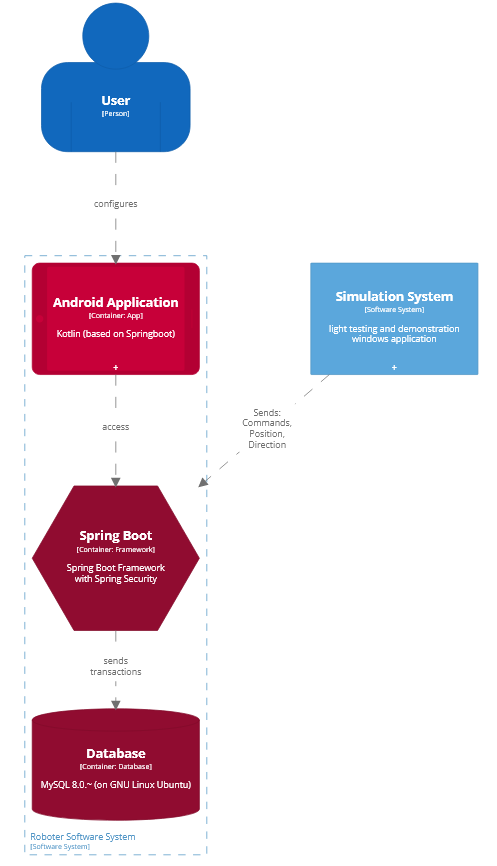 User
[Person]
configures
Android Application
[Container: App]
Kotlin (based on Springboot)
+
Simulation System
[Software System]
light testing and demonstration
windows application
+
access
Sends:
Commands,
Position,
Direction
Spring Boot
[Container: Framework]
Spring Boot Framework
with Spring Security
sends
transactions
Database
[Container: Database]
MySQL 8.0.~ (on GNU Linux Ubuntu)
Roboter Software System
[Software System]